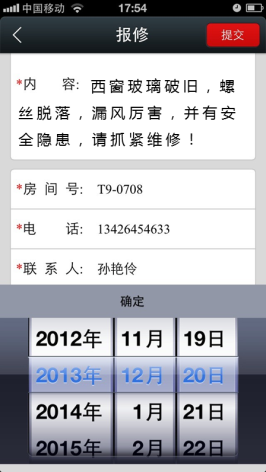 中国移动 17:54
报修 提交
*内 容: 西窗玻璃破旧，螺
丝脱落，漏风厉害，并有安
全隐患，请抓紧维修！
*房 间 号: T9-0708
*电 话: 13426454633
*联 系 人: 孙艳伶
确定
2012年 11月 19日
2013年 12月 20日
2014年 1月 21日
2015年 2月 22日